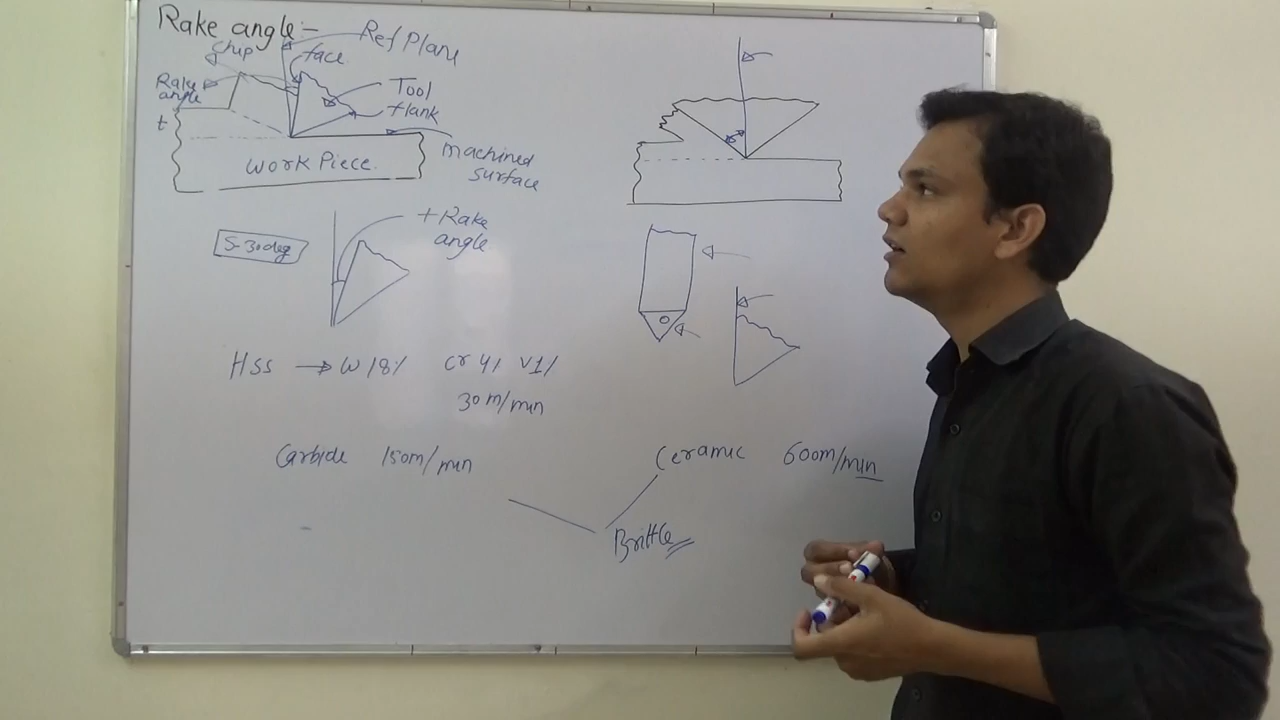 Rake angle:-
Ref Plane
chip
face
Rake
angle
Tool
flank
t
Work Piece
machined
surface
+ Rake
angle
5-30deg
HSS → W 18% Cr 4% V1%
30 m/min
Carbide 150m/min
Ceramic 600m/min
Brittle